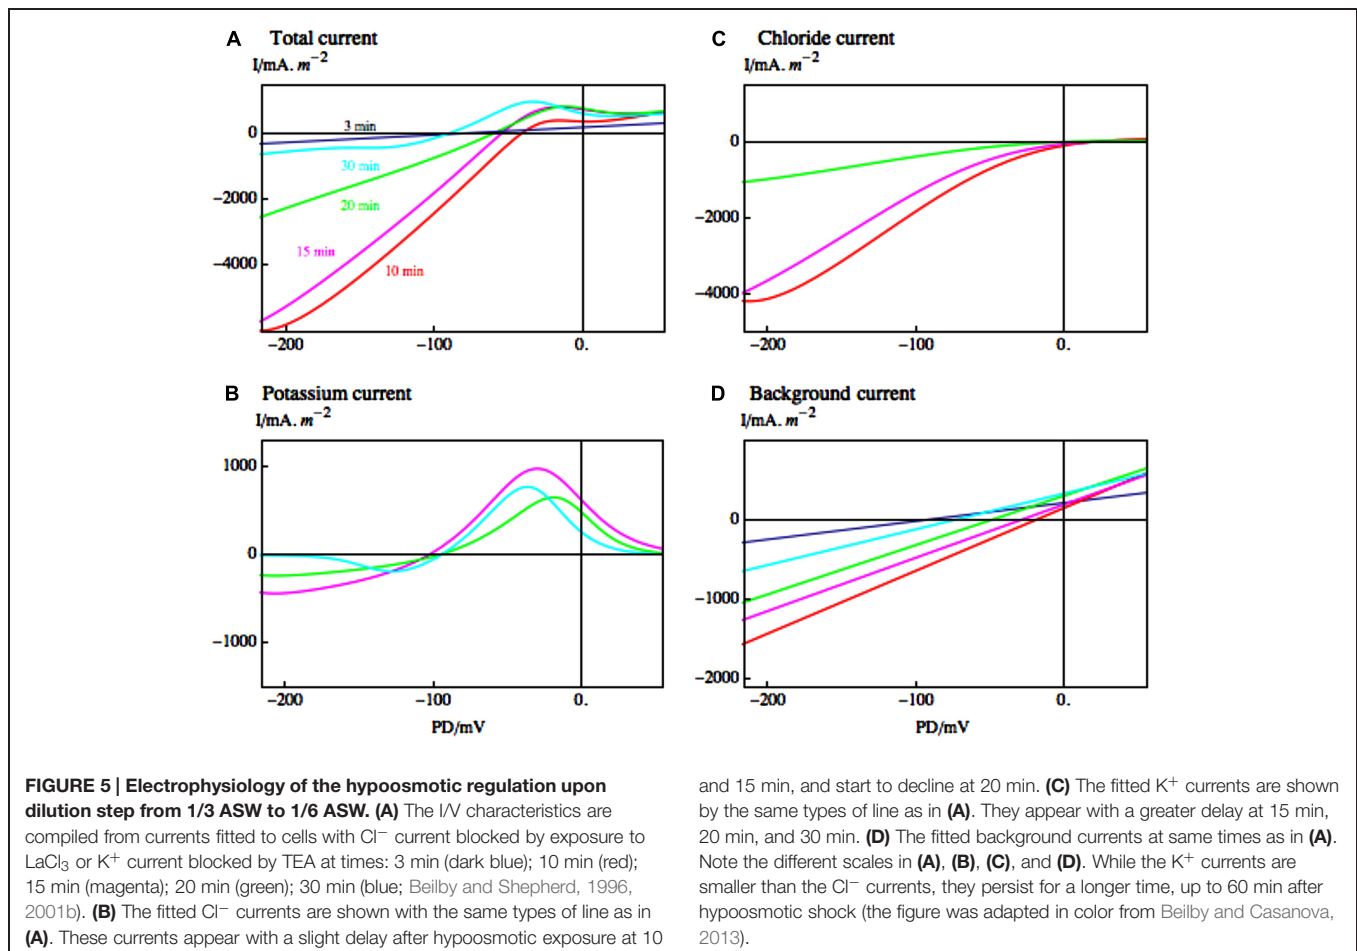 A Total current
I/mA. m⁻²
0
−2000
−4000
3 min
30 min
20 min
15 min
10 min
−200
−100
0.
C Chloride current
I/mA. m⁻²
0
−2000
−4000
−200
−100
0.
B Potassium current
I/mA. m⁻²
1000
0
−1000
−200
−100
0.
PD/mV
D Background current
I/mA. m⁻²
0
−1000
−2000
−200
−100
0.
PD/mV
FIGURE 5 | Electrophysiology of the hypoosmotic regulation upon
dilution step from 1/3 ASW to 1/6 ASW. (A) The I/V characteristics are
compiled from currents fitted to cells with Cl⁻ current blocked by exposure to
LaCl₃ or K⁺ current blocked by TEA at times: 3 min (dark blue); 10 min (red);
15 min (magenta); 20 min (green); 30 min (blue; Beilby and Shepherd, 1996,
2001b). (B) The fitted Cl⁻ currents are shown with the same types of line as in
(A). These currents appear with a slight delay after hypoosmotic exposure at 10
and 15 min, and start to decline at 20 min. (C) The fitted K⁺ currents are shown
by the same types of line as in (A). They appear with a greater delay at 15 min,
20 min, and 30 min. (D) The fitted background currents at same times as in (A).
Note the different scales in (A), (B), (C), and (D). While the K⁺ currents are
smaller than the Cl⁻ currents, they persist for a longer time, up to 60 min after
hypoosmotic shock (the figure was adapted in color from Beilby and Casanova,
2013).